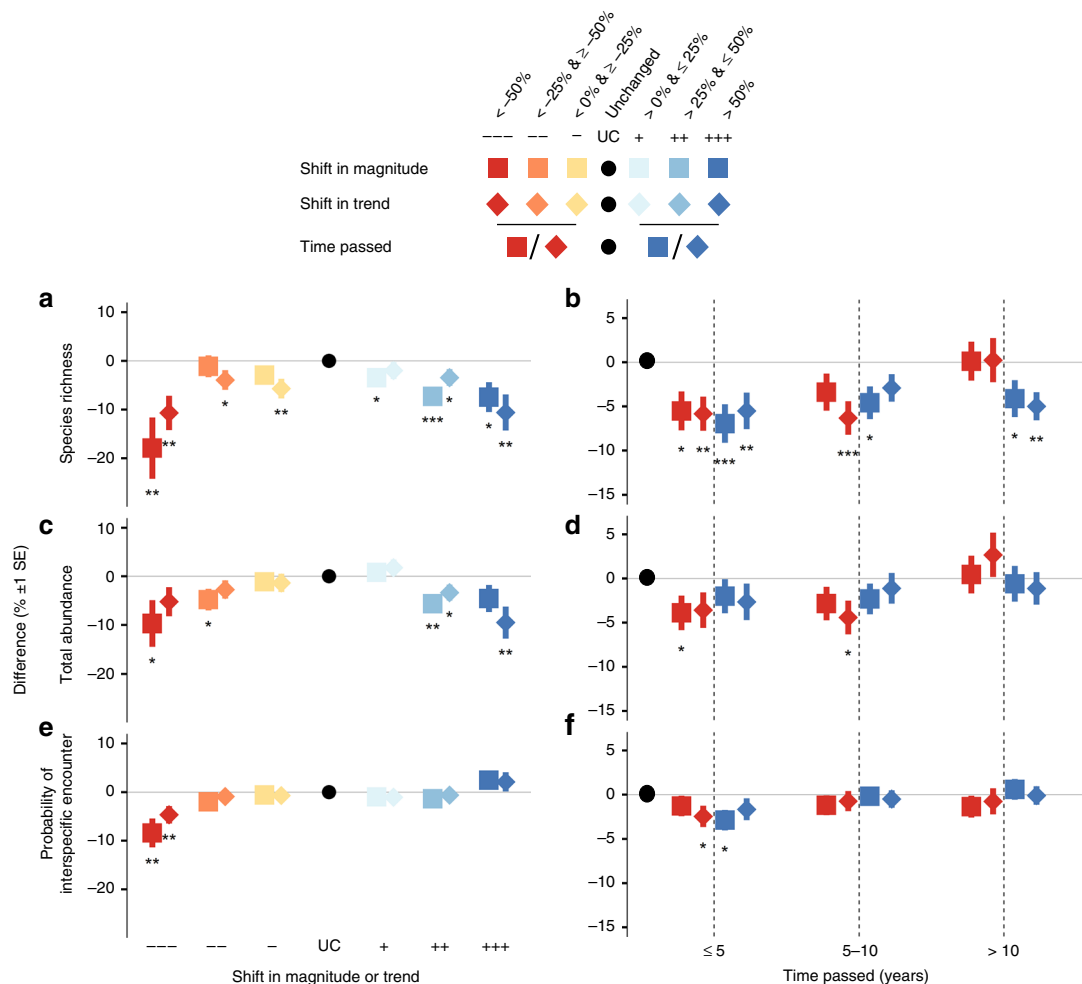 < −50%
< −25% & ≥ −50%
< 0% & ≥ −25%
Unchanged
> 0% & ≤ 25%
> 25% & ≤ 50%
> 50%
−−− −− − UC + ++ +++
Shift in magnitude
Shift in trend
Time passed / /
a
10
0
−10
−20
Species richness
** ** * ** * *** * * **
b
5
0
−5
−10
−15
* ** *** ** *** * * **
Difference (% ±1 SE)
c
10
0
−10
−20
Total abundance
* * ** * **
d
5
0
−5
−10
−15
* *
e
10
0
−10
−20
Probability of
interspecific encounter
** **
f
5
0
−5
−10
−15
* *
−−− −− − UC + ++ +++
Shift in magnitude or trend
≤ 5 5–10 > 10
Time passed (years)